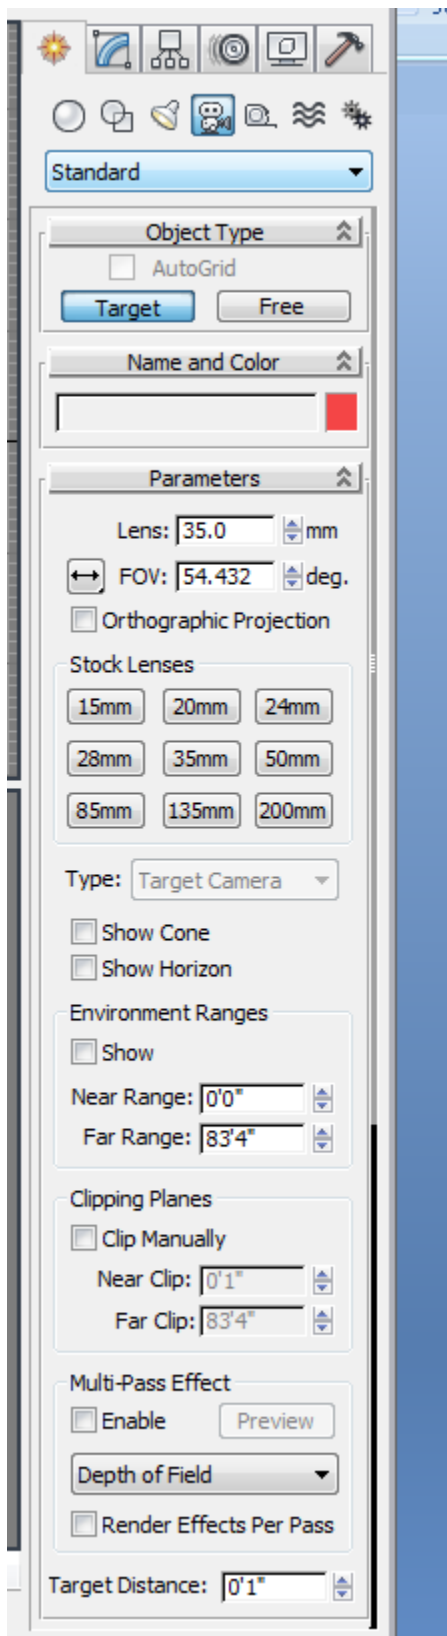 Standard
Object Type
AutoGrid
Target Free
Name and Color
Parameters
Lens: 35.0 mm
FOV: 54.432 deg.
Orthographic Projection
Stock Lenses
15mm 20mm 24mm
28mm 35mm 50mm
85mm 135mm 200mm
Type: Target Camera
Show Cone
Show Horizon
Environment Ranges
Show
Near Range: 0'0"
Far Range: 83'4"
Clipping Planes
Clip Manually
Near Clip: 0'1"
Far Clip: 83'4"
Multi-Pass Effect
Enable Preview
Depth of Field
Render Effects Per Pass
Target Distance: 0'1"